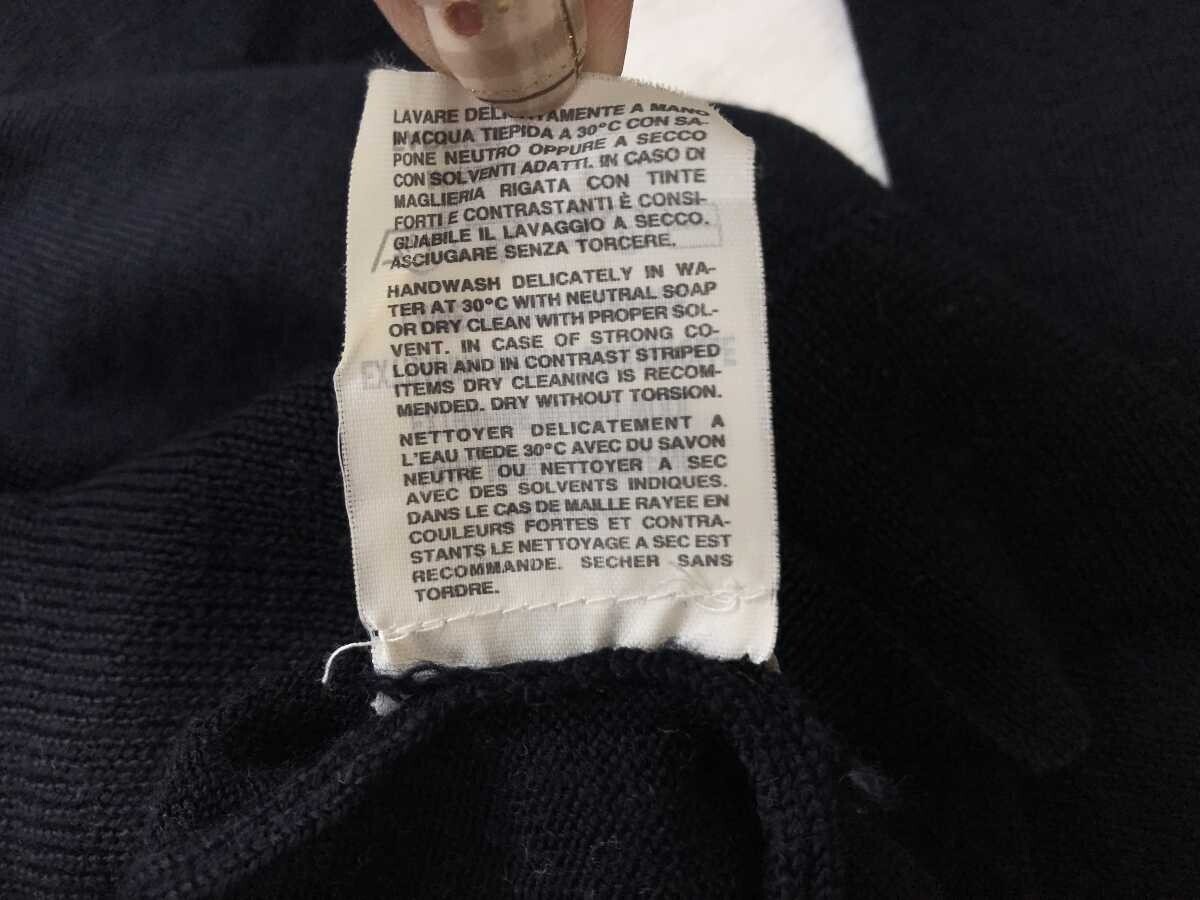 LAVARE DELICATAMENTE A MANO
IN ACQUA TIEPIDA A 30°C CON SA-
PONE NEUTRO OPPURE A SECCO
CON SOLVENTI ADATTI. IN CASO DI
MAGLIERIA RIGATA CON TINTE
FORTI E CONTRASTANTI È CONSI-
GLIABILE IL LAVAGGIO A SECCO.
ASCIUGARE SENZA TORCERE.
HANDWASH DELICATELY IN WA-
TER AT 30°C WITH NEUTRAL SOAP
OR DRY CLEAN WITH PROPER SOL-
VENT. IN CASE OF STRONG CO-
LOUR AND IN CONTRAST STRIPED
ITEMS DRY CLEANING IS RECOM-
MENDED. DRY WITHOUT TORSION.
NETTOYER DELICATEMENT A
L'EAU TIEDE 30°C AVEC DU SAVON
NEUTRE OU NETTOYER A SEC
AVEC DES SOLVENTS INDIQUES.
DANS LE CAS DE MAILLE RAYEE EN
COULEURS FORTES ET CONTRA-
STANTS LE NETTOYAGE A SEC EST
RECOMMANDE. SECHER SANS
TORDRE.